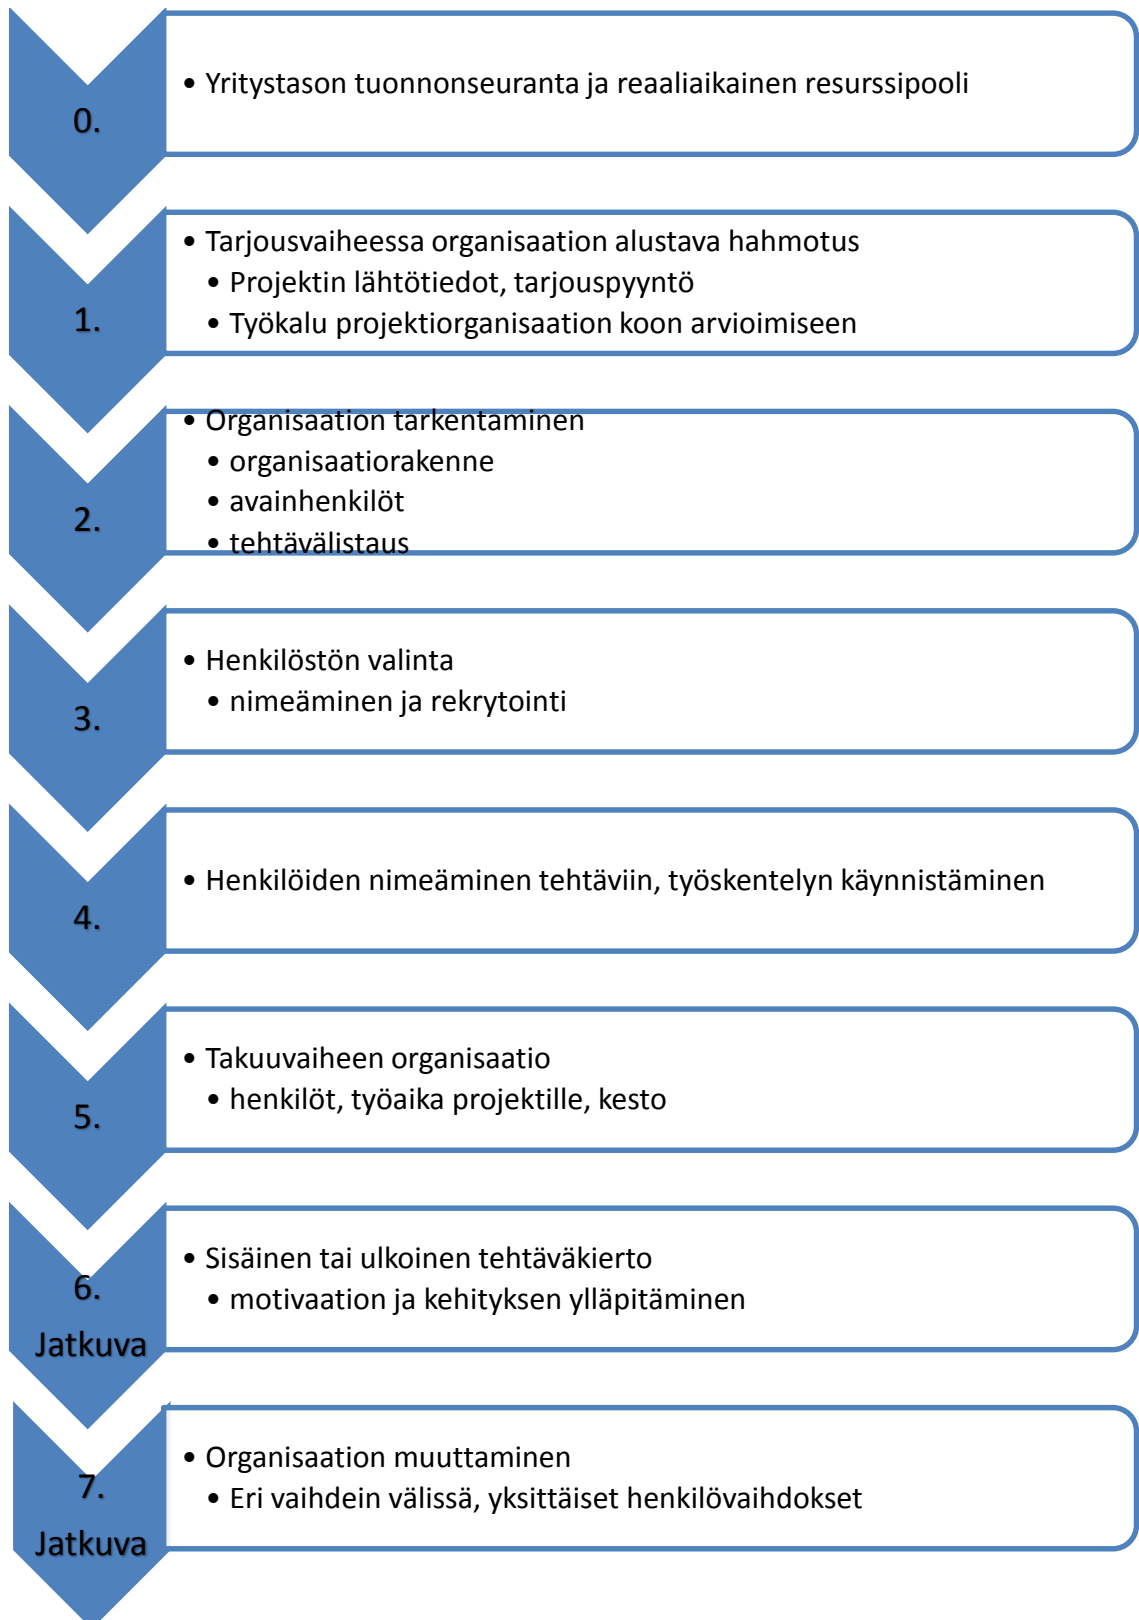 0.
• Yritystason tuonnonseuranta ja reaaliaikainen resurssipooli
1.
• Tarjousvaiheessa organisaation alustava hahmotus
• Projektin lähtötiedot, tarjouspyyntö
• Työkalu projektiorganisaation koon arvioimiseen
2.
• Organisaation tarkentaminen
• organisaatiorakenne
• avainhenkilöt
• tehtävälistaus
3.
• Henkilöstön valinta
• nimeäminen ja rekrytointi
4.
• Henkilöiden nimeäminen tehtäviin, työskentelyn käynnistäminen
5.
• Takuuvaiheen organisaatio
• henkilöt, työaika projektille, kesto
6.
Jatkuva
• Sisäinen tai ulkoinen tehtäväkierto
• motivaation ja kehityksen ylläpitäminen
7.
Jatkuva
• Organisaation muuttaminen
• Eri vaihdein välissä, yksittäiset henkilövaihdokset